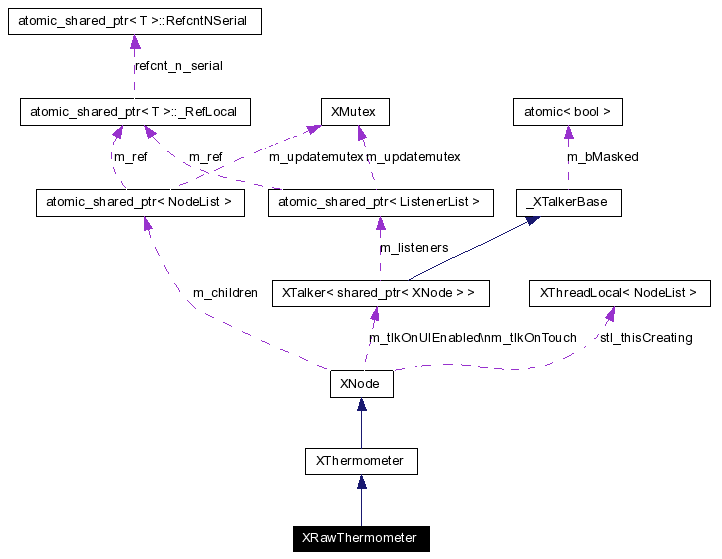 atomic_shared_ptr< T >::RefcntNSerial
refcnt_n_serial
atomic_shared_ptr< T >::_RefLocal
XMutex
atomic< bool >
m_ref
m_ref
m_updatemutex
m_updatemutex
m_bMasked
atomic_shared_ptr< NodeList >
atomic_shared_ptr< ListenerList >
_XTalkerBase
m_listeners
m_children
XTalker< shared_ptr< XNode > >
XThreadLocal< NodeList >
m_tlkOnUIEnabled\nm_tlkOnTouch
stl_thisCreating
XNode
XThermometer
XRawThermometer